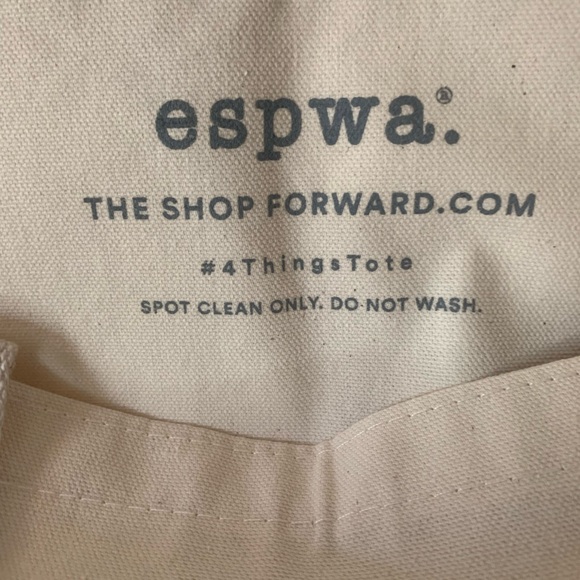 espwa.®
THE SHOP FORWARD.COM
#4ThingsTote
SPOT CLEAN ONLY. DO NOT WASH.